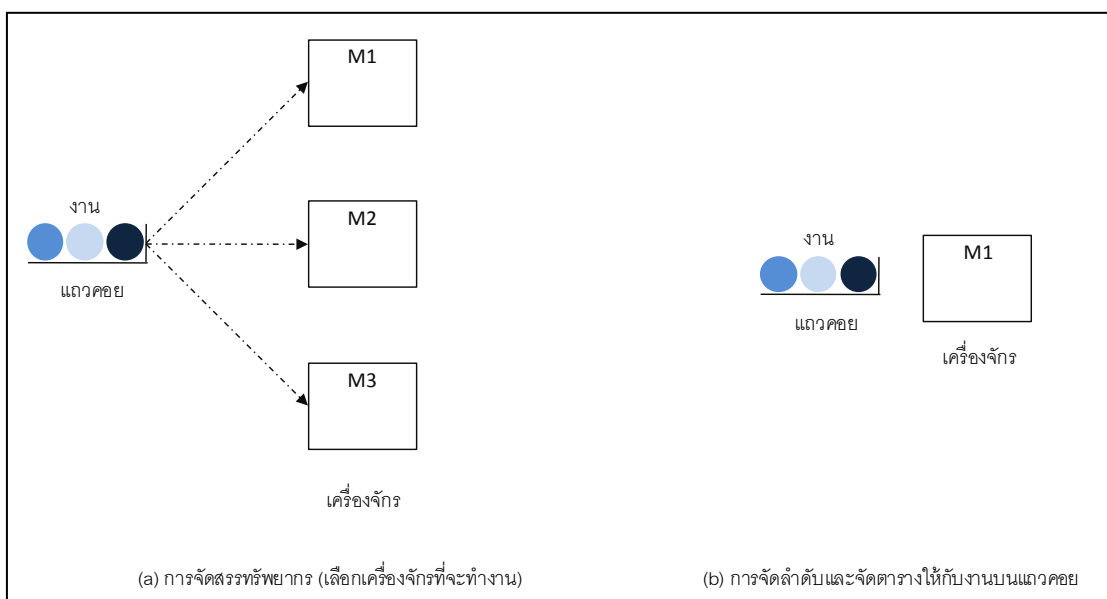 M1
งาน
M2
แถวคอย
M3
เครื่องจักร
(a) การจัดสรรทรัพยากร (เลือกเครื่องจักรที่จะทำงาน)
งาน
M1
แถวคอย
เครื่องจักร
(b) การจัดลำดับและจัดตารางให้กับงานบนแถวคอย